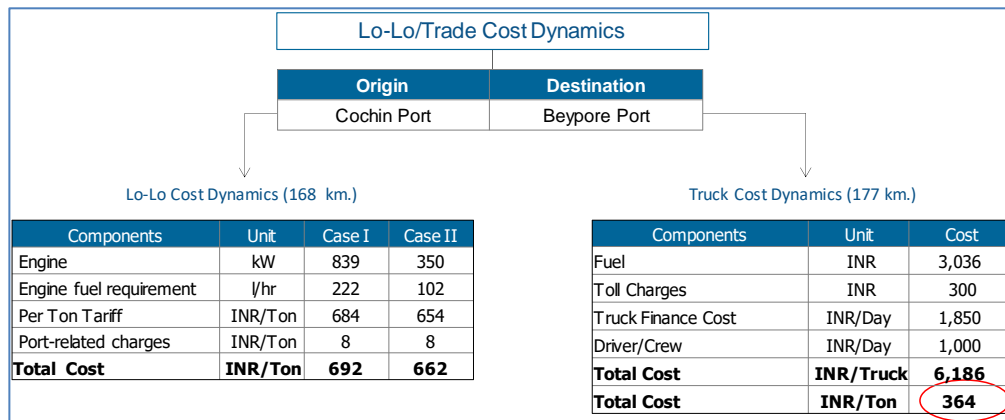 Lo-Lo/Trade Cost Dynamics
Origin Destination
Cochin Port Beypore Port
Lo-Lo Cost Dynamics (168 km.)
Components Unit Case I Case II
Engine kW 839 350
Engine fuel requirement l/hr 222 102
Per Ton Tariff INR/Ton 684 654
Port-related charges INR/Ton 8 8
Total Cost INR/Ton 692 662
Truck Cost Dynamics (177 km.)
Components Unit Cost
Fuel INR 3,036
Toll Charges INR 300
Truck Finance Cost INR/Day 1,850
Driver/Crew INR/Day 1,000
Total Cost INR/Truck 6,186
Total Cost INR/Ton 364